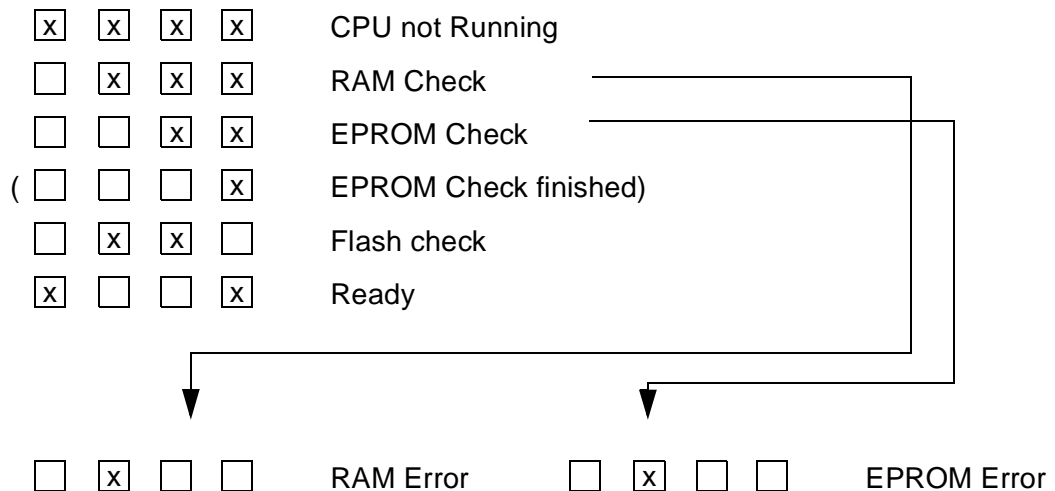 x x x x CPU not Running
x x x RAM Check
x x EPROM Check
( x EPROM Check finished)
x x Flash check
x x Ready
x RAM Error x EPROM Error